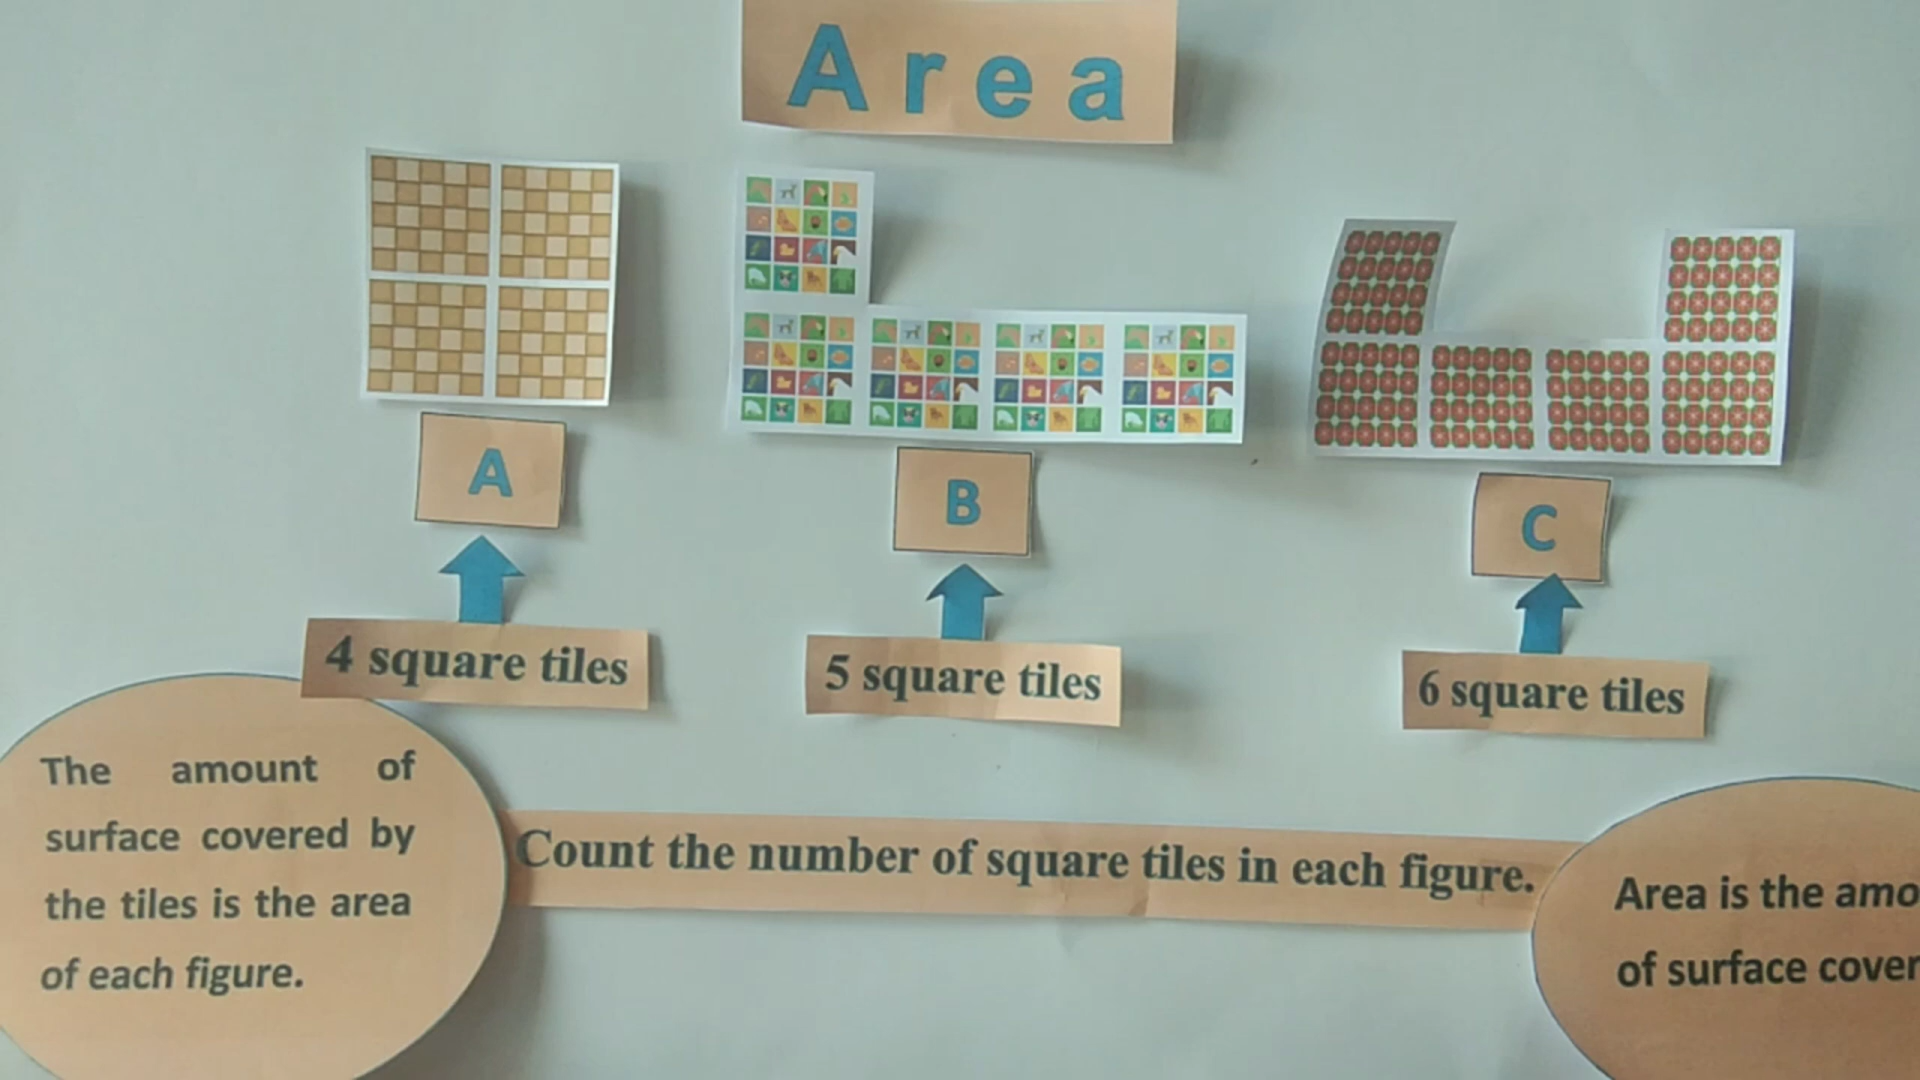 Area
A
B
C
4 square tiles
5 square tiles
6 square tiles
The amount of
surface covered by
the tiles is the area
of each figure.
Count the number of square tiles in each figure.
Area is the
of surface